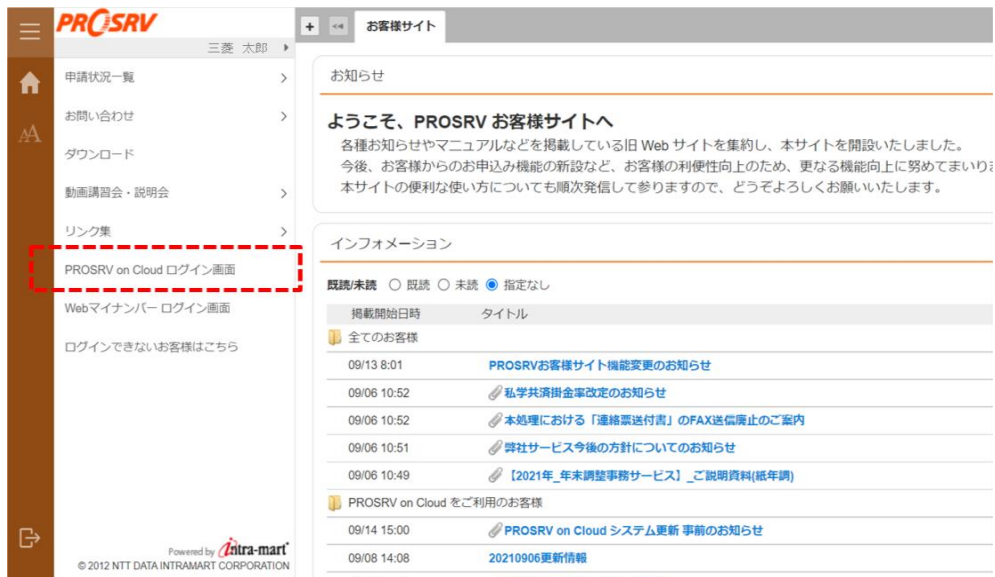 PROSRV
三菱 太郎
申請状況一覧
お問い合わせ
ダウンロード
動画講習会・説明会
リンク集
PROSRV on Cloud ログイン画面
Webマイナンバー ログイン画面
ログインできないお客様はこちら
Powered by intra-mart
© 2012 NTT DATA INTRAMART CORPORATION
お客様サイト
お知らせ
ようこそ、PROSRV お客様サイトへ
各種お知らせやマニュアルなどを掲載している旧 Web サイトを集約し、本サイトを開設いたしました。
今後、お客様からのお申込み機能の新設など、お客様の利便性向上のため、更なる機能向上に努めてまいりま
本サイトの便利な使い方についても順次発信して参りますので、どうぞよろしくお願いいたします。
インフォメーション
既読/未読 既読 未読 指定なし
掲載開始日時 タイトル
全てのお客様
09/13 8:01 PROSRVお客様サイト機能変更のお知らせ
09/06 10:52 私学共済掛金率改定のお知らせ
09/06 10:52 本処理における「連絡票送付書」のFAX送信廃止のご案内
09/06 10:51 弊社サービス今後の方針についてのお知らせ
09/06 10:49 【2021年_年末調整事務サービス】_ご説明資料(紙年調)
PROSRV on Cloud をご利用のお客様
09/14 15:00 PROSRV on Cloud システム更新 事前のお知らせ
09/08 14:08 20210906更新情報